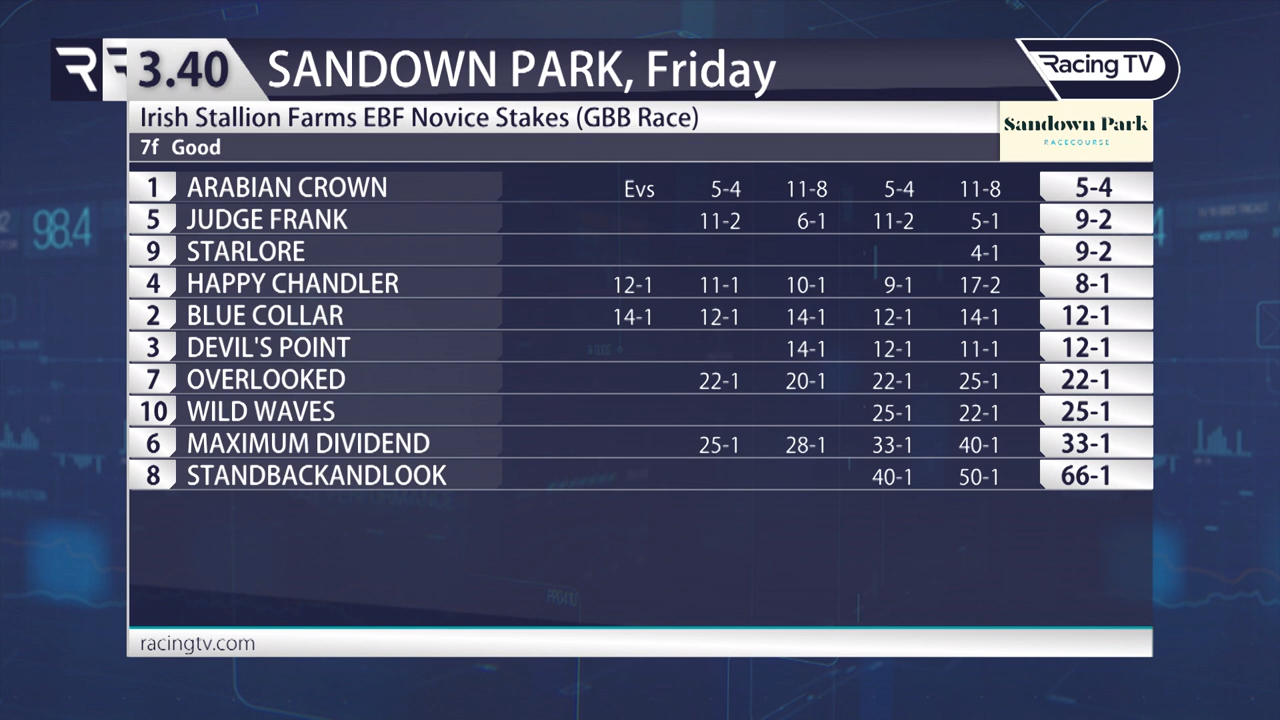 3.40 SANDOWN PARK, Friday Racing TV
Irish Stallion Farms EBF Novice Stakes (GBB Race)
Sandown Park
RACECOURSE
7f Good
1 ARABIAN CROWN Evs 5-4 11-8 5-4 11-8 5-4
5 JUDGE FRANK 11-2 6-1 11-2 5-1 9-2
98.4
9 STARLORE 4-1 9-2
4 HAPPY CHANDLER 12-1 11-1 10-1 9-1 17-2 8-1
2 BLUE COLLAR 14-1 12-1 14-1 12-1 14-1 12-1
3 DEVIL'S POINT 14-1 12-1 11-1 12-1
7 OVERLOOKED 22-1 20-1 22-1 25-1 22-1
10 WILD WAVES 25-1 22-1 25-1
6 MAXIMUM DIVIDEND 25-1 28-1 33-1 40-1 33-1
8 STANDBACKANDLOOK 40-1 50-1 66-1
racingtv.com